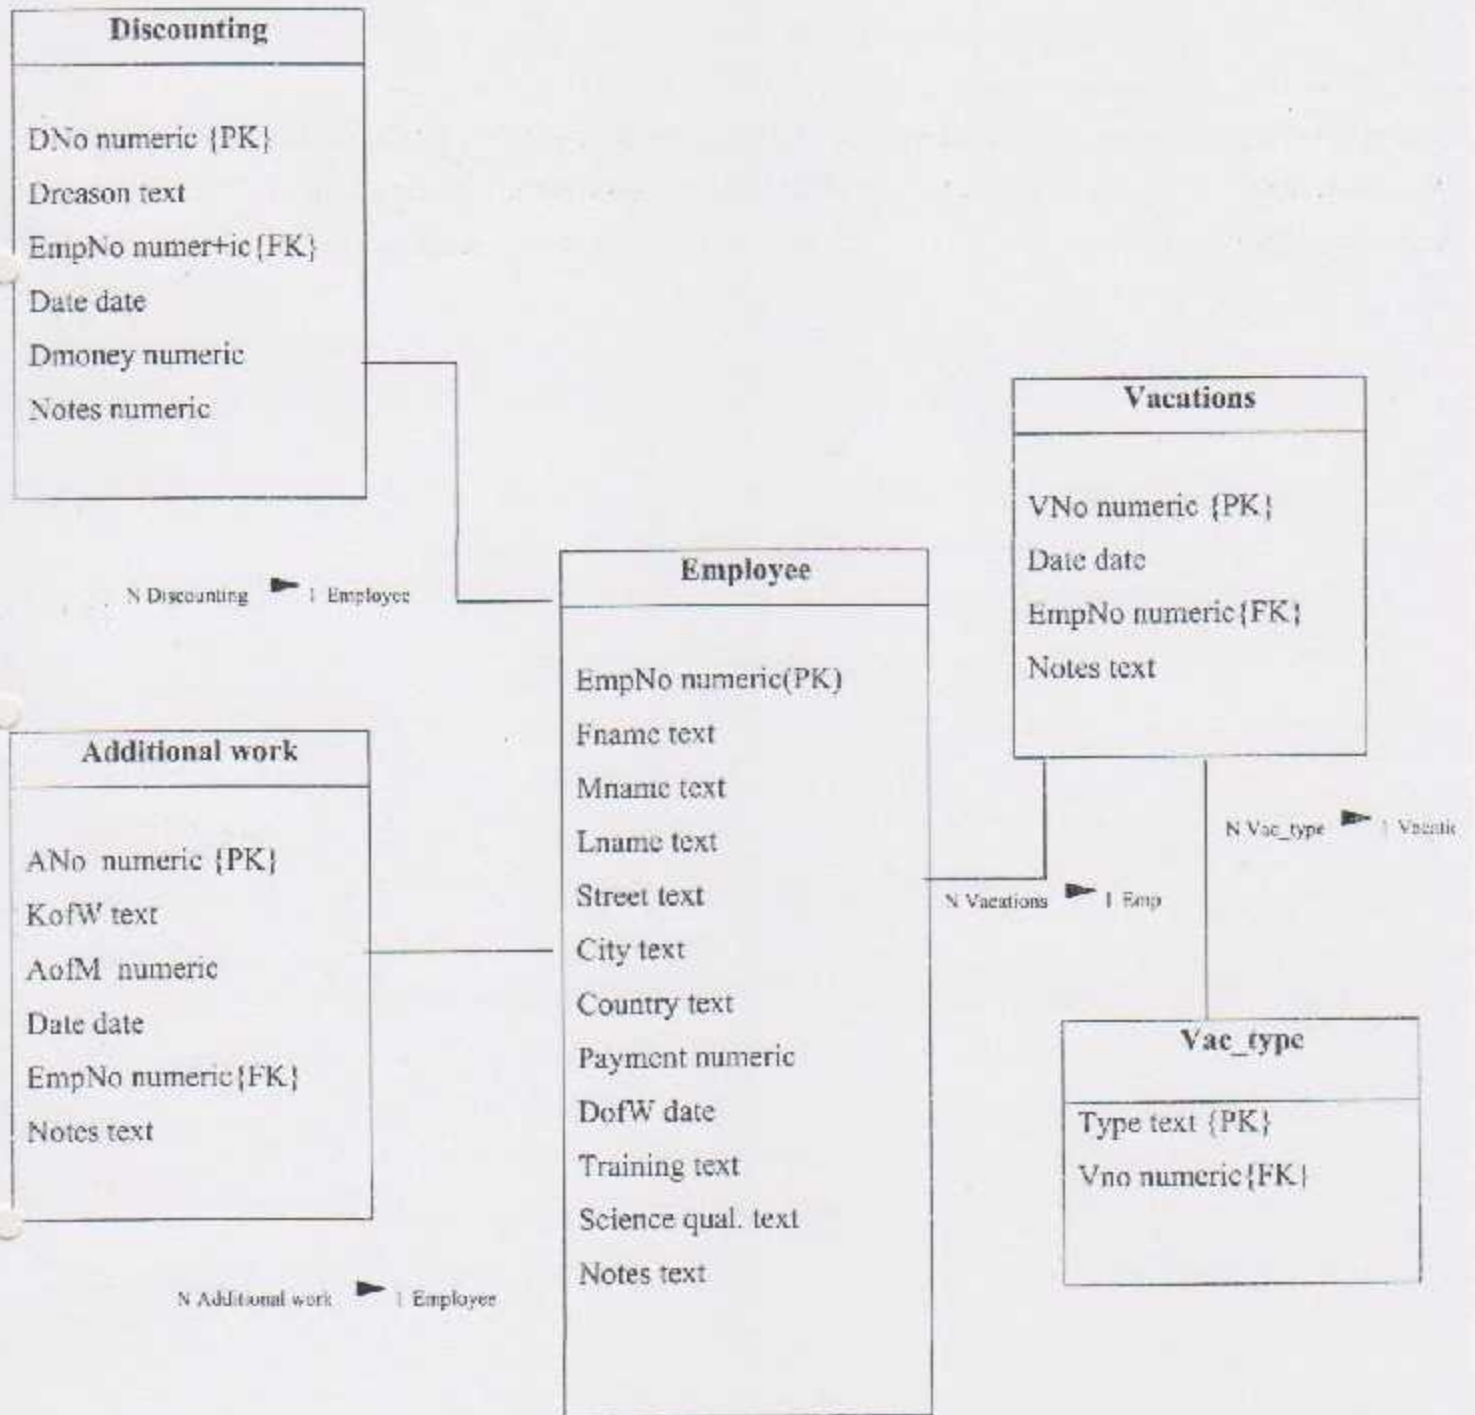 Discounting
DNo numeric {PK}
Dreason text
EmpNo numer+ic{FK}
Date date
Dmoney numeric
Notes numeric
N Discounting 1 Employee
Additional work
ANo numeric {PK}
KofW text
AofM numeric
Date date
EmpNo numeric{FK}
Notes text
N Additional work 1 Employee
Employee
EmpNo numeric(PK)
Fname text
Mname text
Lname text
Street text
City text
Country text
Payment numeric
DofW date
Training text
Science qual. text
Notes text
Vacations
VNo numeric {PK}
Date date
EmpNo numeric{FK}
Notes text
N Vacations 1 Emp
N Vac_type 1 Vacatic
Vac_type
Type text {PK}
Vno numeric{FK}